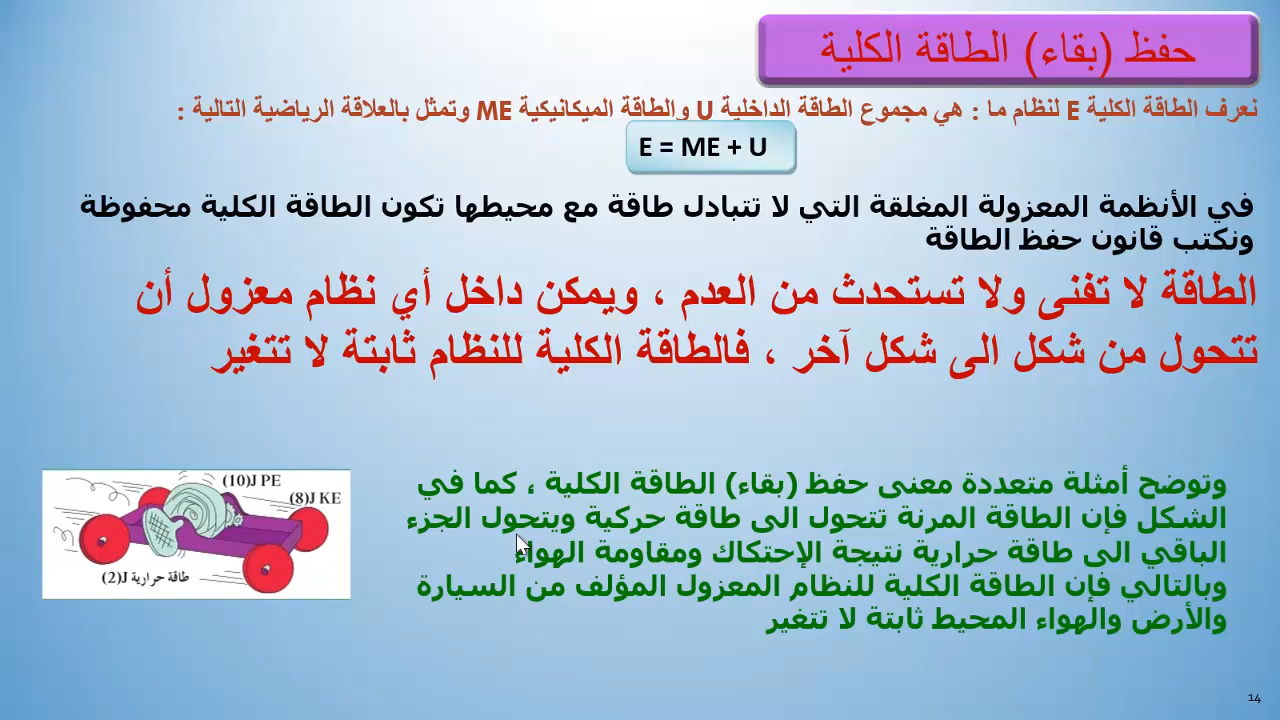 حفظ (بقاء) الطاقة الكلية
نعرف الطاقة الكلية E لنظام ما : هي مجموع الطاقة الداخلية U والطاقة الميكانيكية ME وتمثل بالعلاقة الرياضية التالية :
E = ME + U
في الأنظمة المعزولة المغلقة التي لا تتبادل طاقة مع محيطها تكون الطاقة الكلية محفوظة
ونكتب قانون حفظ الطاقة
الطاقة لا تفنى ولا تستحدث من العدم ، ويمكن داخل أي نظام معزول أن
تتحول من شكل الى شكل آخر ، فالطاقة الكلية للنظام ثابتة لا تتغير
وتوضح أمثلة متعددة معنى حفظ (بقاء) الطاقة الكلية ، كما في
الشكل فإن الطاقة المرنة تتحول الى طاقة حركية ويتحول الجزء
الباقي الى طاقة حرارية نتيجة الإحتكاك ومقاومة الهواء
وبالتالي فإن الطاقة الكلية للنظام المعزول المؤلف من السيارة
والأرض والهواء المحيط ثابتة لا تتغير
(10)J PE
(8)J KE
طاقة حرارية J(2)
14